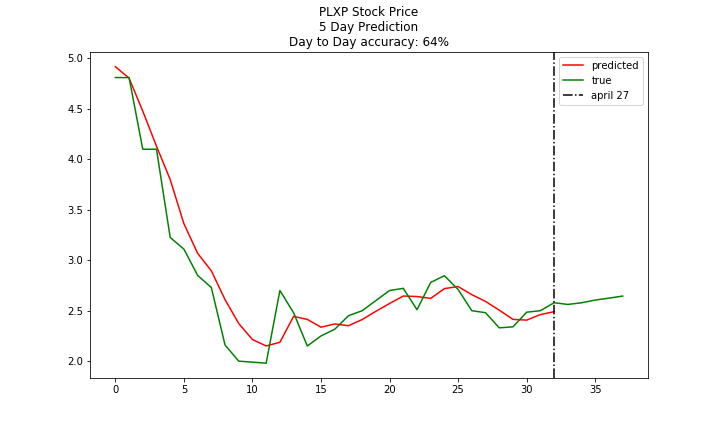 PLXP Stock Price
5 Day Prediction
Day to Day accuracy: 64%
predicted
true
april 27
5.0
4.5
4.0
3.5
3.0
2.5
2.0
0 5 10 15 20 25 30 35